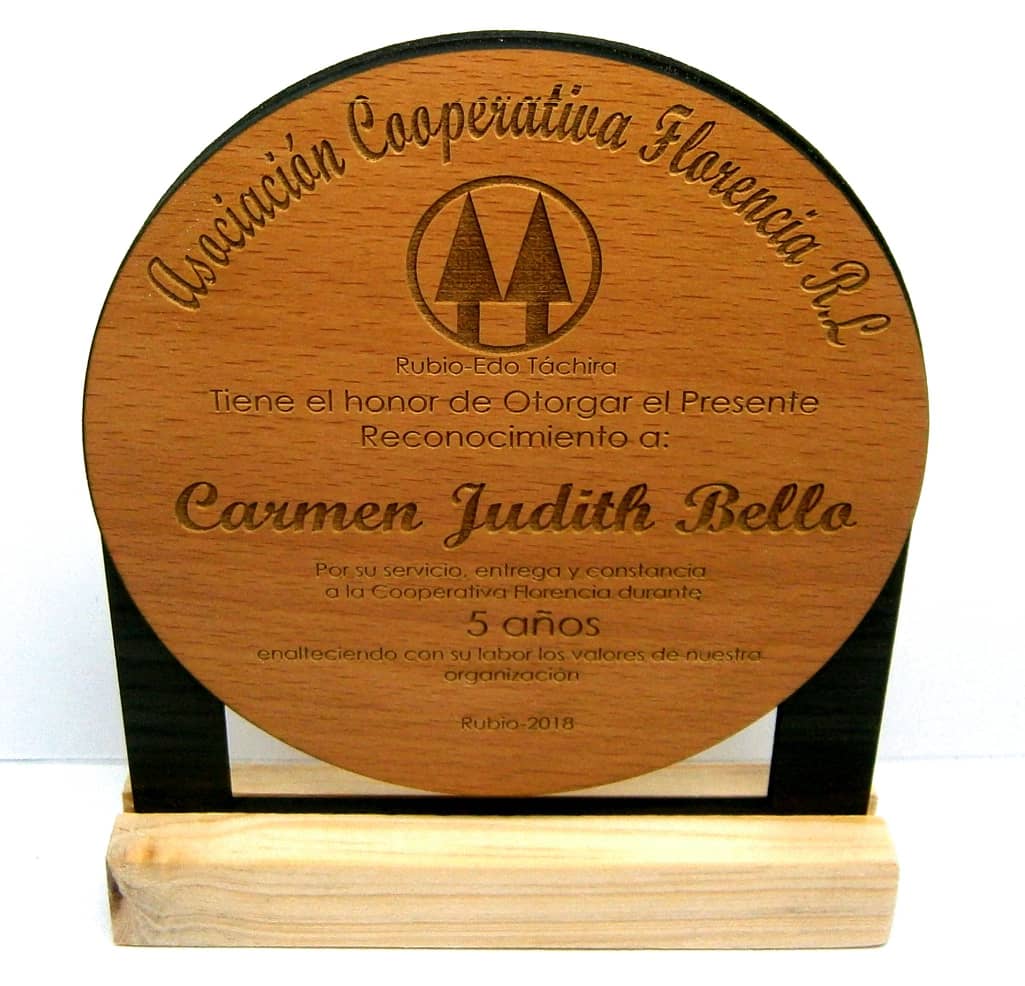 Asociación Cooperativa Florencia R.L
Rubio-Edo Táchira
Tiene el honor de Otorgar el Presente
Reconocimiento a:
Carmen Judith Bello
Por su servicio, entrega y constancia
a la Cooperativa Florencia durante
5 años
enalteciendo con su labor los valores de nuestra
organización
Rubio-2018